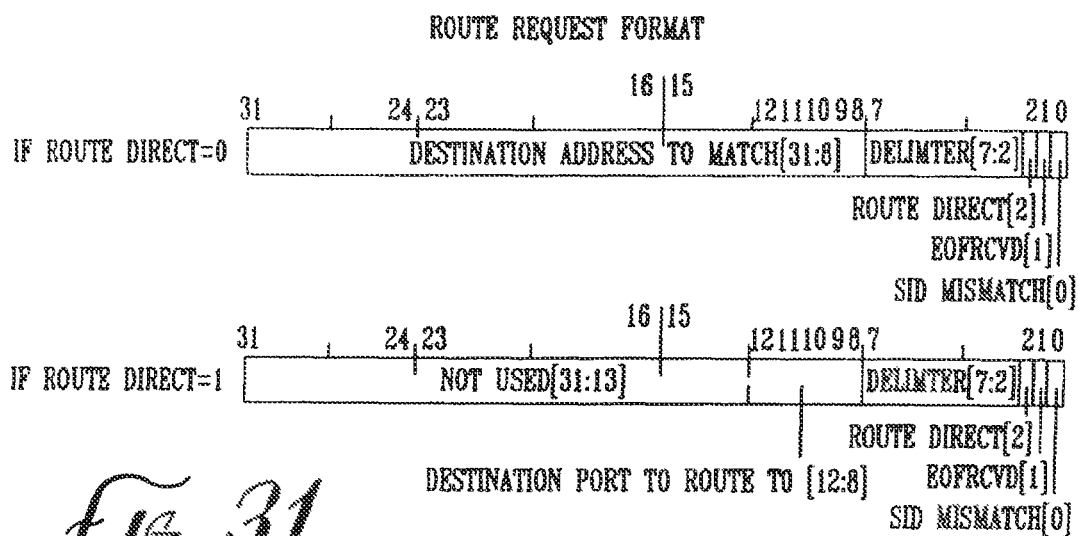 ROUTE REQUEST FORMAT
16 15
31 24 23 12 11 10 9 8 7 2 1 0
IF ROUTE DIRECT=0 DESTINATION ADDRESS TO MATCH[31:8] DELIMTER[7:2]
ROUTE DIRECT[2]
EOFRCVD[1]
SID MISMATCH[0]
16 15
31 24 23 12 11 10 9 8 7 2 1 0
IF ROUTE DIRECT=1 NOT USED[31:13] DELIMTER[7:2]
ROUTE DIRECT[2]
DESTINATION PORT TO ROUTE TO [12:8] EOFRCVD[1]
SID MISMATCH[0]
FIG. 31